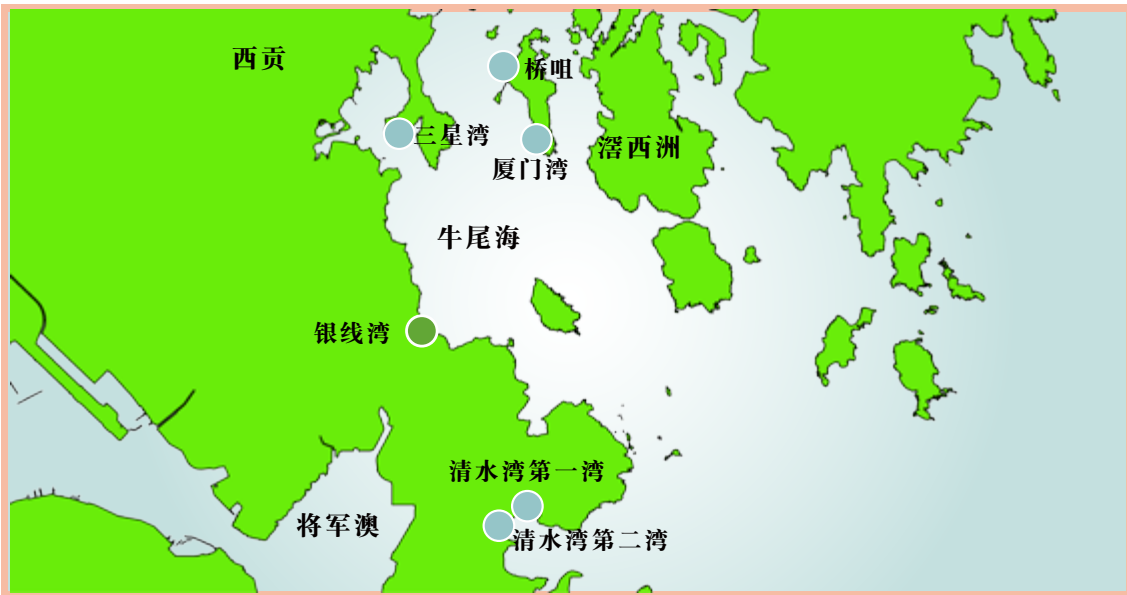 西贡
桥咀
三星湾
滘西洲
厦门湾
牛尾海
银线湾
清水湾第一湾
将军澳
清水湾第二湾